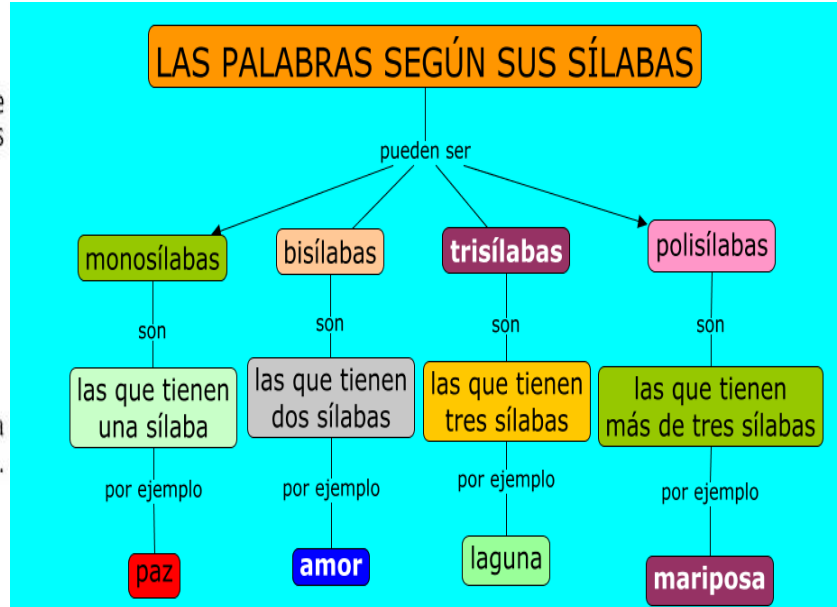 LAS PALABRAS SEGÚN SUS SÍLABAS
pueden ser
monosílabas
bisílabas
trisílabas
polisílabas
son
son
son
son
las que tienen
una sílaba
las que tienen
dos sílabas
las que tienen
tres sílabas
las que tienen
más de tres sílabas
por ejemplo
por ejemplo
por ejemplo
por ejemplo
paz
amor
laguna
mariposa